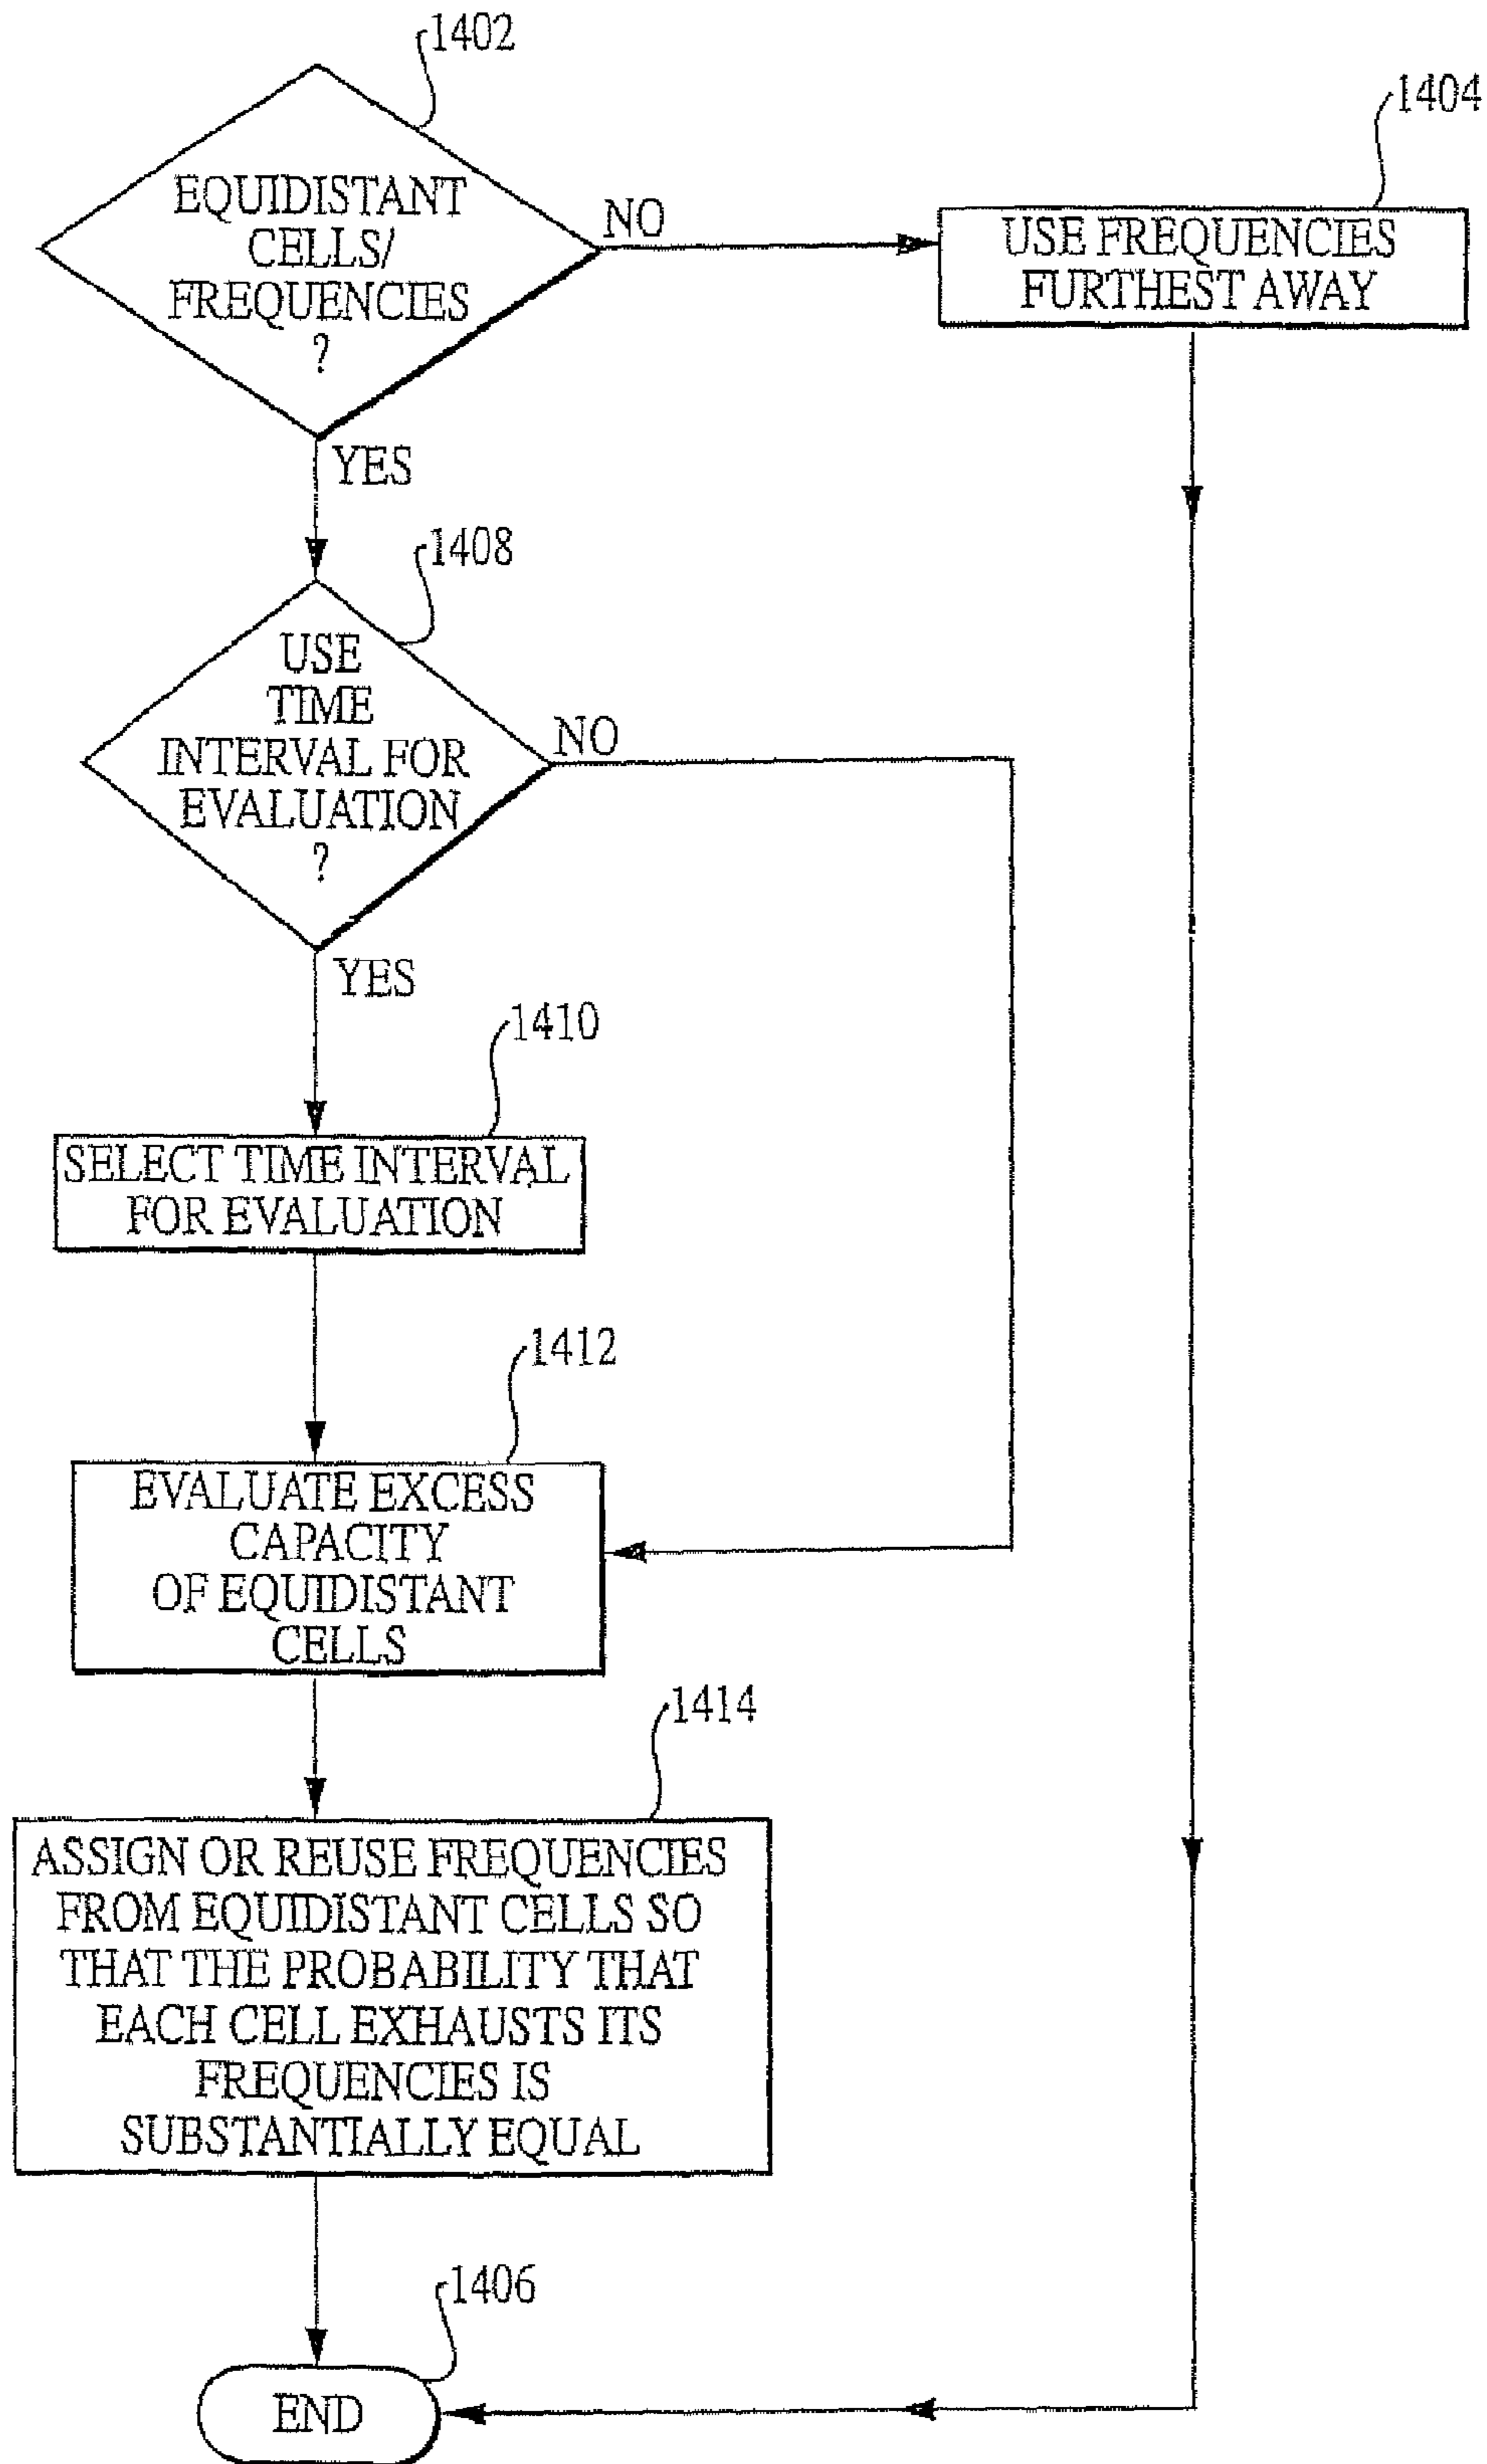 1402
EQUIDISTANT
CELLS/
FREQUENCIES
?
NO
1404
USE FREQUENCIES
FURTHEST AWAY
YES
1408
USE
TIME
INTERVAL FOR
EVALUATION
?
NO
YES
1410
SELECT TIME INTERVAL
FOR EVALUATION
1412
EVALUATE EXCESS
CAPACITY
OF EQUIDISTANT
CELLS
1414
ASSIGN OR REUSE FREQUENCIES
FROM EQUIDISTANT CELLS SO
THAT THE PROBABILITY THAT
EACH CELL EXHAUSTS ITS
FREQUENCIES IS
SUBSTANTIALLY EQUAL
1406
END